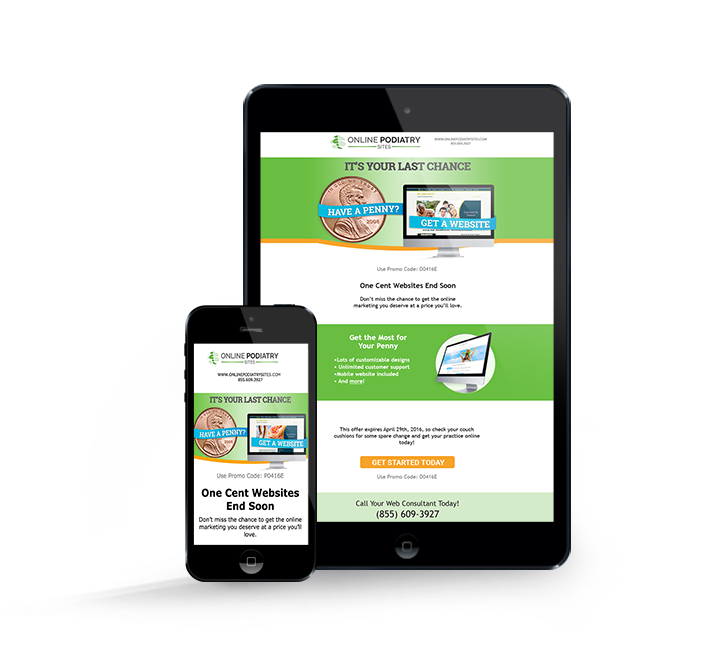 ONLINE PODIATRY
SITES
WWW.ONLINEPODIATRYSITES.COM
855.609.3927
IT'S YOUR LAST CHANCE
HAVE A PENNY?
2008
GET A WEBSITE
Use Promo Code: D0416E
One Cent Websites End Soon
Don't miss the chance to get the online
marketing you deserve at a price you'll love.
Get the Most for
Your Penny
•Lots of customizable designs
• Unlimited customer support
•Mobile website included
• And more!
This offer expires April 29th, 2016, so check your couch
cushions for some spare change and get your practice online
today!
GET STARTED TODAY
Use Promo Code: D0416E
Call Your Web Consultant Today!
(855) 609-3927
ONLINE PODIATRY
SITES
WWW.ONLINEPODIATRYSITES.COM
855.609.3927
IT'S YOUR LAST CHANCE
HAVE A PENNY?
GET A WEBSITE
Use Promo Code: P0416E
One Cent Websites
End Soon
Don't miss the chance to get the online
marketing you deserve at a price you'll
love.